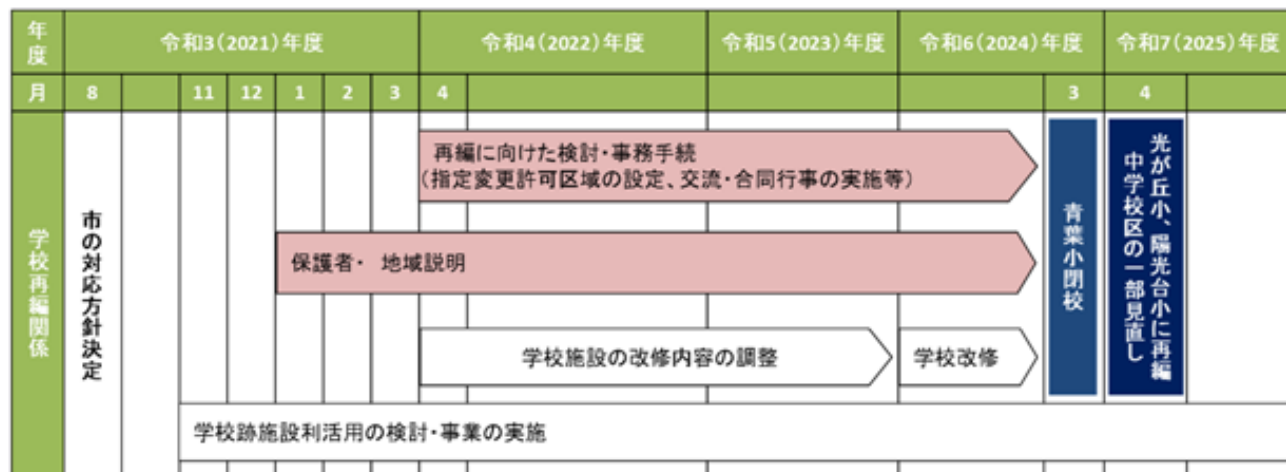 年度
令和3(2021)年度
令和4(2022)年度
令和5(2023)年度
令和6(2024)年度
令和7(2025)年度
月
8
11
12
1
2
3
4
3
4
学校再編関係
市の対応方針決定
再編に向けた検討・事務手続
(指定変更許可区域の設定、交流・合同行事の実施等)
保護者・ 地域説明
学校施設の改修内容の調整
学校改修
青葉小閉校
光が丘小、陽光台小に再編
中学校区の一部見直し
学校跡施設利活用の検討・事業の実施